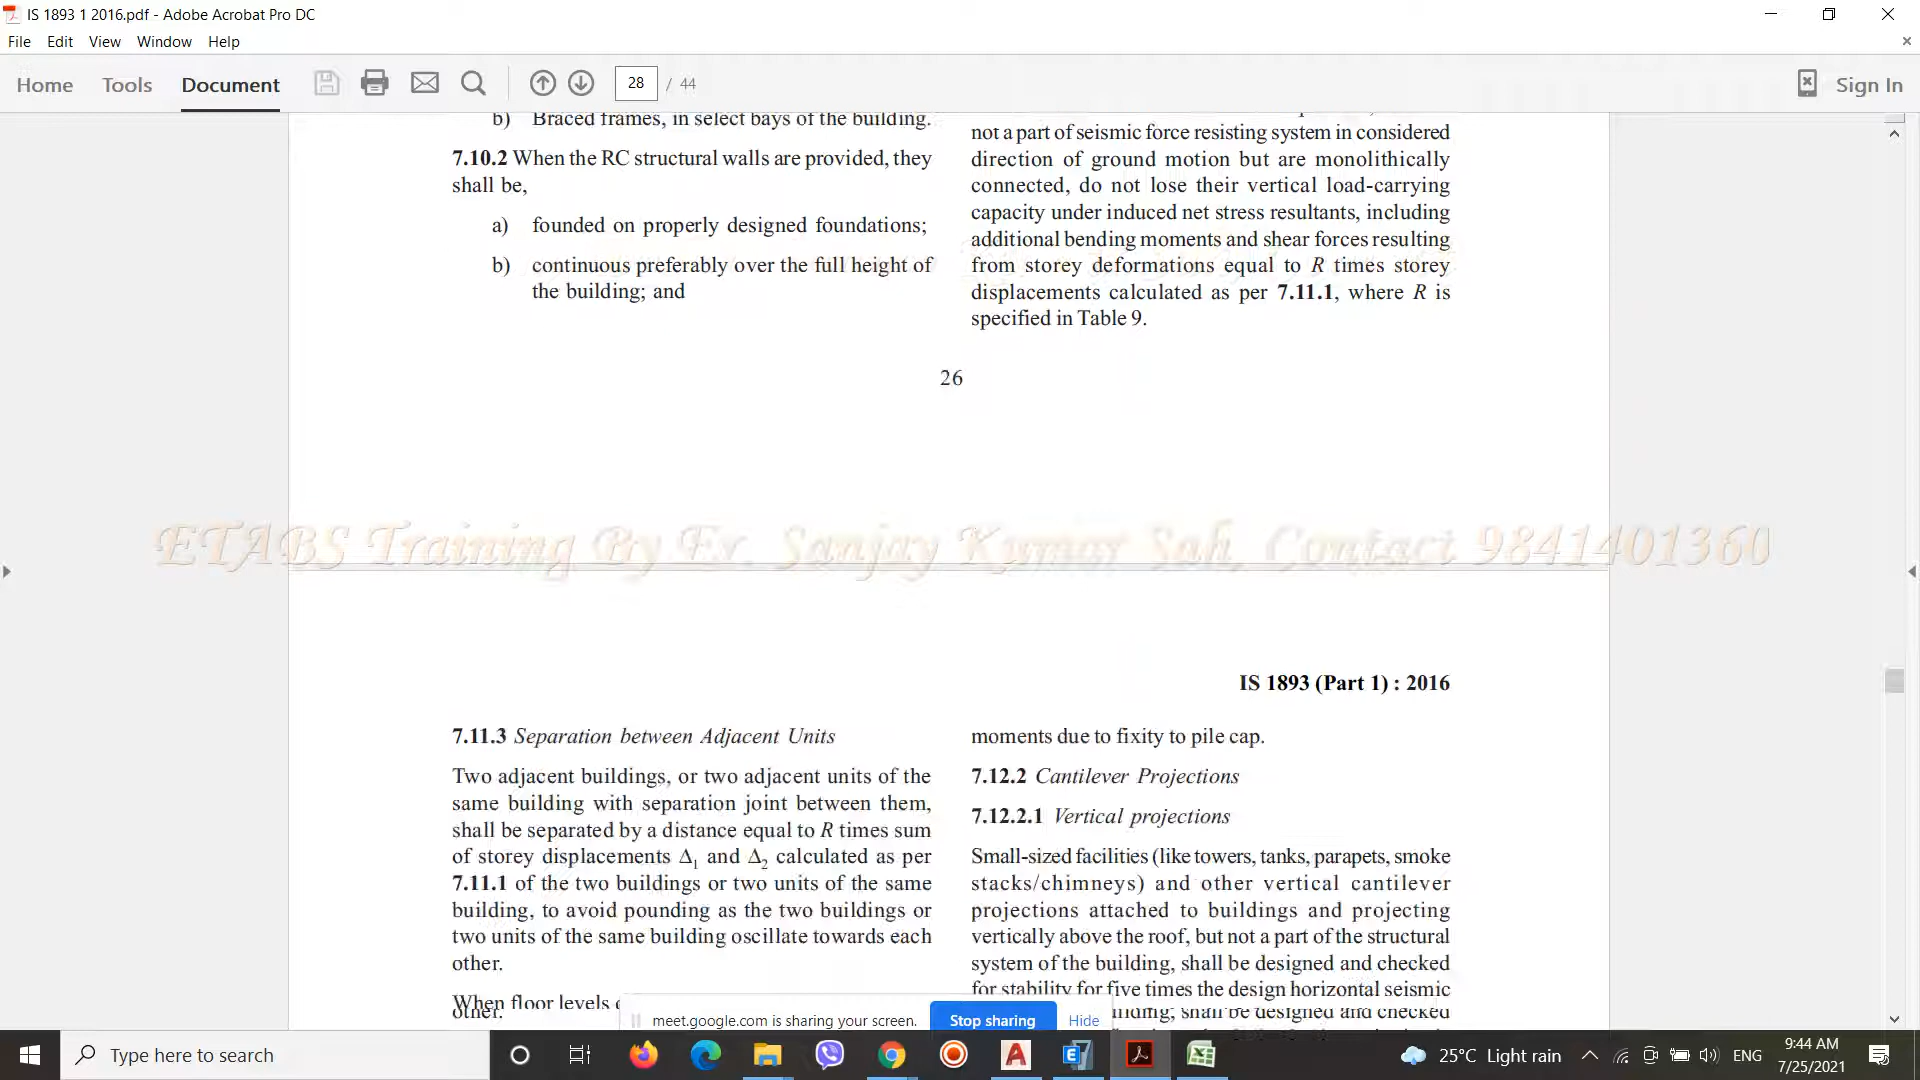 IS 1893 1 2016.pdf - Adobe Acrobat Pro DC
File Edit View Window Help
Home Tools Document 28 / 44 Sign In
b) Braced frames, in select bays of the building.
7.10.2 When the RC structural walls are provided, they
shall be,
a) founded on properly designed foundations;
b) continuous preferably over the full height of
the building; and
not a part of seismic force resisting system in considered
direction of ground motion but are monolithically
connected, do not lose their vertical load-carrying
capacity under induced net stress resultants, including
additional bending moments and shear forces resulting
from storey deformations equal to R times storey
displacements calculated as per 7.11.1, where R is
specified in Table 9.
26
ETABS Training By Er. Sanjay Kumar Sah, Contact 9841401360
IS 1893 (Part 1) : 2016
7.11.3 Separation between Adjacent Units
Two adjacent buildings, or two adjacent units of the
same building with separation joint between them,
shall be separated by a distance equal to R times sum
of storey displacements Δ1 and Δ2 calculated as per
7.11.1 of the two buildings or two units of the same
building, to avoid pounding as the two buildings or
two units of the same building oscillate towards each
other.
When floor levels
other.
moments due to fixity to pile cap.
7.12.2 Cantilever Projections
7.12.2.1 Vertical projections
Small-sized facilities (like towers, tanks, parapets, smoke
stacks/chimneys) and other vertical cantilever
projections attached to buildings and projecting
vertically above the roof, but not a part of the structural
system of the building, shall be designed and checked
for stability for five times the design horizontal seismic
shall be designed and checked
meet.google.com is sharing your screen. Stop sharing Hide
Type here to search
25°C Light rain ENG
9:44 AM
7/25/2021